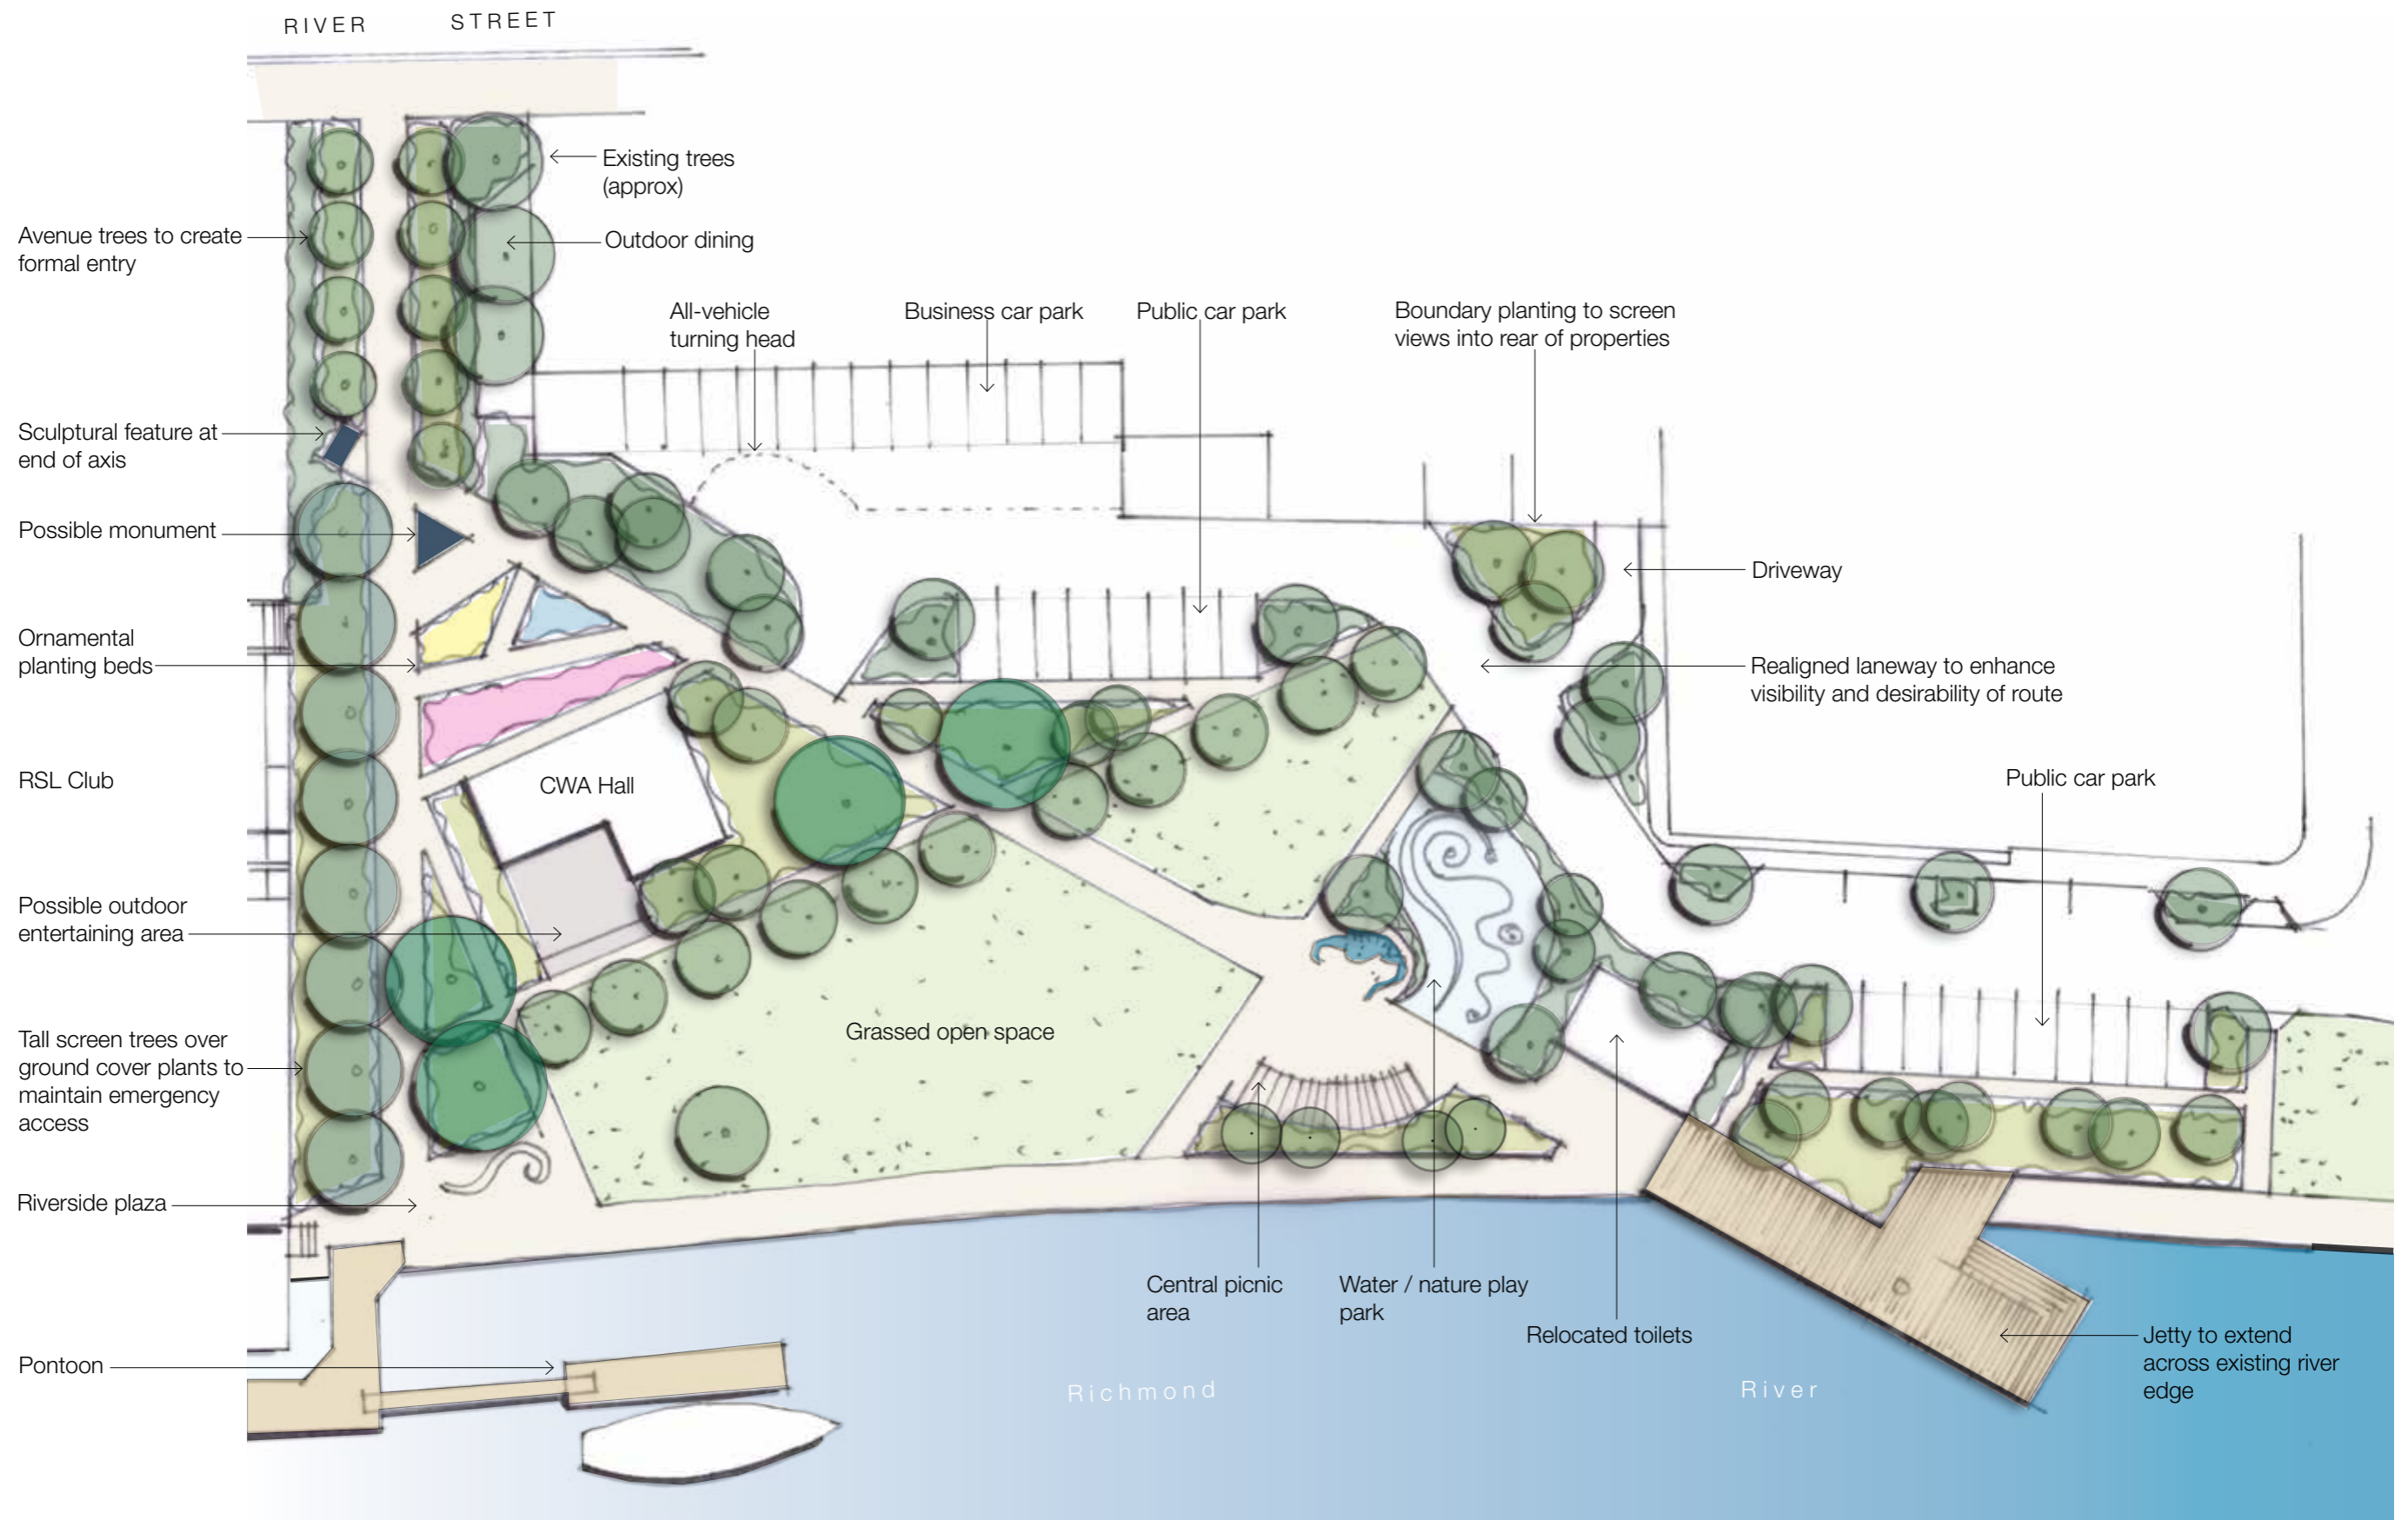 RIVER STREET
Existing trees
(approx)
Avenue trees to create
formal entry
Outdoor dining
All-vehicle
turning head
Business car park
Public car park
Boundary planting to screen
views into rear of properties
Sculptural feature at
end of axis
Possible monument
Driveway
Ornamental
planting beds
Realigned laneway to enhance
visibility and desirability of route
RSL Club
CWA Hall
Public car park
Possible outdoor
entertaining area
Grassed open space
Tall screen trees over
ground cover plants to
maintain emergency
access
Riverside plaza
Central picnic
area
Water / nature play
park
Relocated toilets
Jetty to extend
across existing river
edge
Pontoon
Richmond River